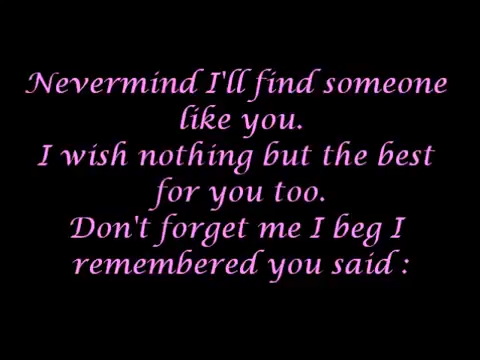 Nevermind I'll find someone
like you.
I wish nothing but the best
for you too.
Don't forget me I beg I
remembered you said :